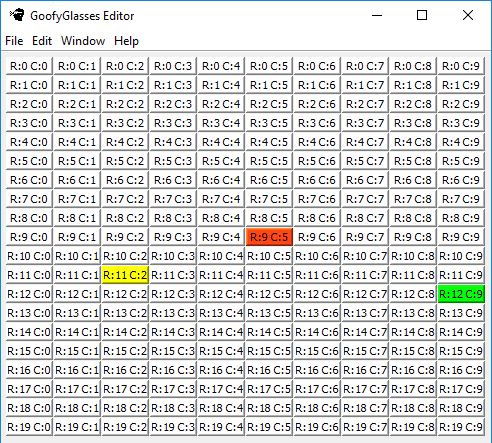 GoofyGlasses Editor
File Edit Window Help
R:0 C:0 R:0 C:1 R:0 C:2 R:0 C:3 R:0 C:4 R:0 C:5 R:0 C:6 R:0 C:7 R:0 C:8 R:0 C:9
R:1 C:0 R:1 C:1 R:1 C:2 R:1 C:3 R:1 C:4 R:1 C:5 R:1 C:6 R:1 C:7 R:1 C:8 R:1 C:9
R:2 C:0 R:2 C:1 R:2 C:2 R:2 C:3 R:2 C:4 R:2 C:5 R:2 C:6 R:2 C:7 R:2 C:8 R:2 C:9
R:3 C:0 R:3 C:1 R:3 C:2 R:3 C:3 R:3 C:4 R:3 C:5 R:3 C:6 R:3 C:7 R:3 C:8 R:3 C:9
R:4 C:0 R:4 C:1 R:4 C:2 R:4 C:3 R:4 C:4 R:4 C:5 R:4 C:6 R:4 C:7 R:4 C:8 R:4 C:9
R:5 C:0 R:5 C:1 R:5 C:2 R:5 C:3 R:5 C:4 R:5 C:5 R:5 C:6 R:5 C:7 R:5 C:8 R:5 C:9
R:6 C:0 R:6 C:1 R:6 C:2 R:6 C:3 R:6 C:4 R:6 C:5 R:6 C:6 R:6 C:7 R:6 C:8 R:6 C:9
R:7 C:0 R:7 C:1 R:7 C:2 R:7 C:3 R:7 C:4 R:7 C:5 R:7 C:6 R:7 C:7 R:7 C:8 R:7 C:9
R:8 C:0 R:8 C:1 R:8 C:2 R:8 C:3 R:8 C:4 R:8 C:5 R:8 C:6 R:8 C:7 R:8 C:8 R:8 C:9
R:9 C:0 R:9 C:1 R:9 C:2 R:9 C:3 R:9 C:4 R:9 C:5 R:9 C:6 R:9 C:7 R:9 C:8 R:9 C:9
R:10 C:0 R:10 C:1 R:10 C:2 R:10 C:3 R:10 C:4 R:10 C:5 R:10 C:6 R:10 C:7 R:10 C:8 R:10 C:9
R:11 C:0 R:11 C:1 R:11 C:2 R:11 C:3 R:11 C:4 R:11 C:5 R:11 C:6 R:11 C:7 R:11 C:8 R:11 C:9
R:12 C:0 R:12 C:1 R:12 C:2 R:12 C:3 R:12 C:4 R:12 C:5 R:12 C:6 R:12 C:7 R:12 C:8 R:12 C:9
R:13 C:0 R:13 C:1 R:13 C:2 R:13 C:3 R:13 C:4 R:13 C:5 R:13 C:6 R:13 C:7 R:13 C:8 R:13 C:9
R:14 C:0 R:14 C:1 R:14 C:2 R:14 C:3 R:14 C:4 R:14 C:5 R:14 C:6 R:14 C:7 R:14 C:8 R:14 C:9
R:15 C:0 R:15 C:1 R:15 C:2 R:15 C:3 R:15 C:4 R:15 C:5 R:15 C:6 R:15 C:7 R:15 C:8 R:15 C:9
R:16 C:0 R:16 C:1 R:16 C:2 R:16 C:3 R:16 C:4 R:16 C:5 R:16 C:6 R:16 C:7 R:16 C:8 R:16 C:9
R:17 C:0 R:17 C:1 R:17 C:2 R:17 C:3 R:17 C:4 R:17 C:5 R:17 C:6 R:17 C:7 R:17 C:8 R:17 C:9
R:18 C:0 R:18 C:1 R:18 C:2 R:18 C:3 R:18 C:4 R:18 C:5 R:18 C:6 R:18 C:7 R:18 C:8 R:18 C:9
R:19 C:0 R:19 C:1 R:19 C:2 R:19 C:3 R:19 C:4 R:19 C:5 R:19 C:6 R:19 C:7 R:19 C:8 R:19 C:9